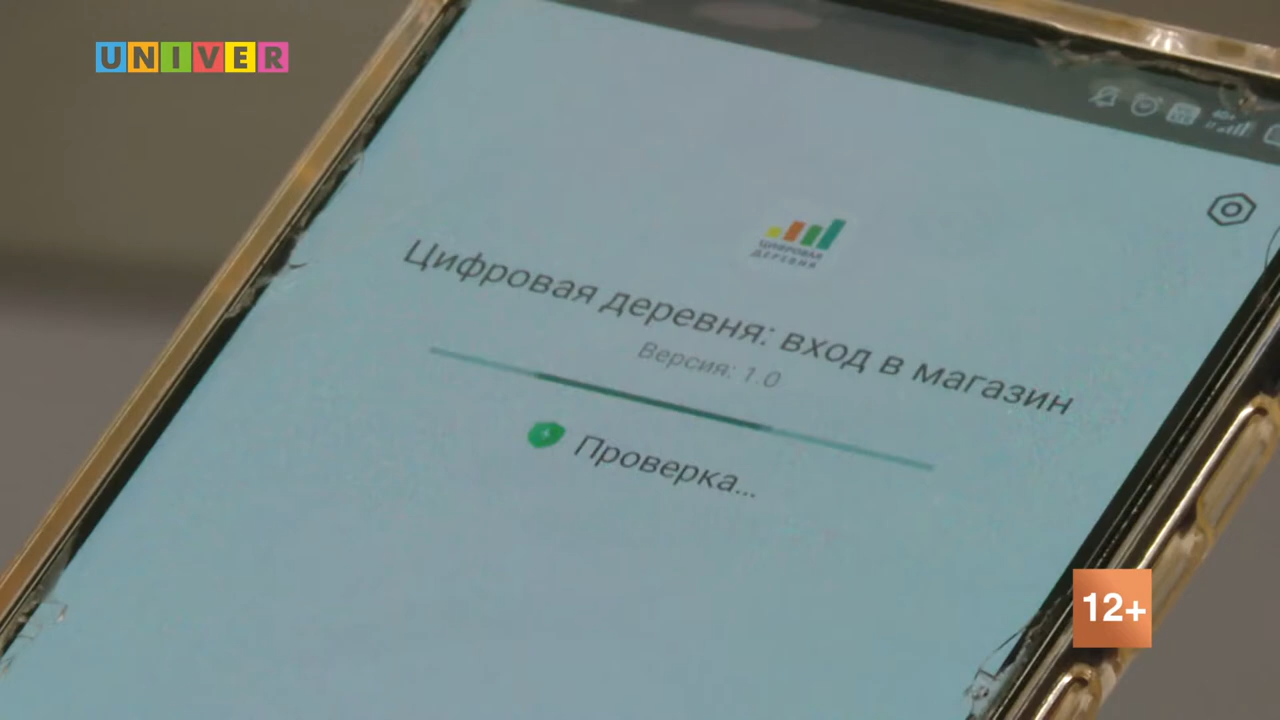 UNIVER
ЦИФРОВАЯ
ДЕРЕВНЯ
Цифровая деревня: вход в магазин
Версия: 1.0
Проверка...
12+